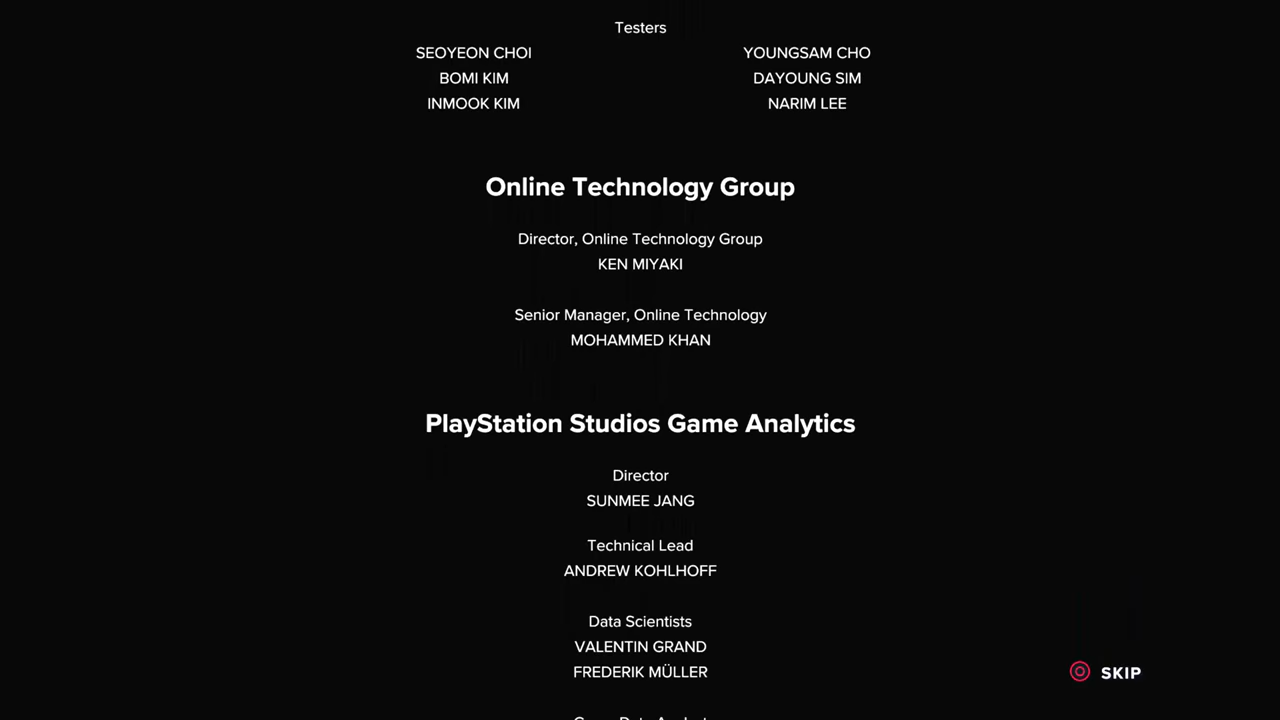 Testers
SEOYEON CHOI YOUNGSAM CHO
BOMI KIM DAYOUNG SIM
INMOOK KIM NARIM LEE
Online Technology Group
Director, Online Technology Group
KEN MIYAKI
Senior Manager, Online Technology
MOHAMMED KHAN
PlayStation Studios Game Analytics
Director
SUNMEE JANG
Technical Lead
ANDREW KOHLHOFF
Data Scientists
VALENTIN GRAND
FREDERIK MÜLLER
SKIP